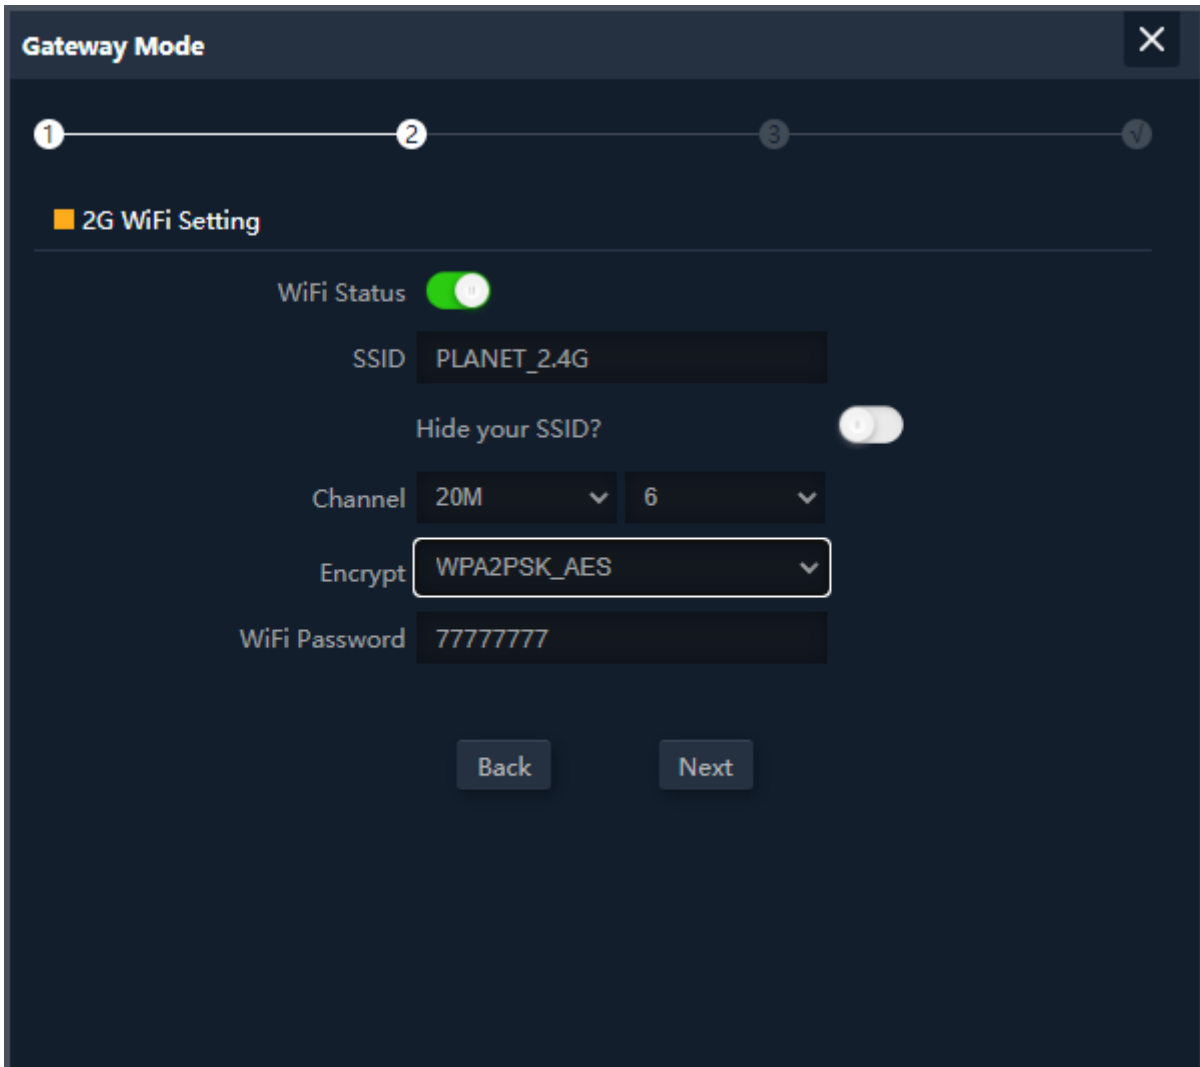 Gateway Mode
1 2 3 √
2G WiFi Setting
WiFi Status
SSID PLANET_2.4G
Hide your SSID?
Channel 20M 6
Encrypt WPA2PSK_AES
WiFi Password 77777777
Back Next